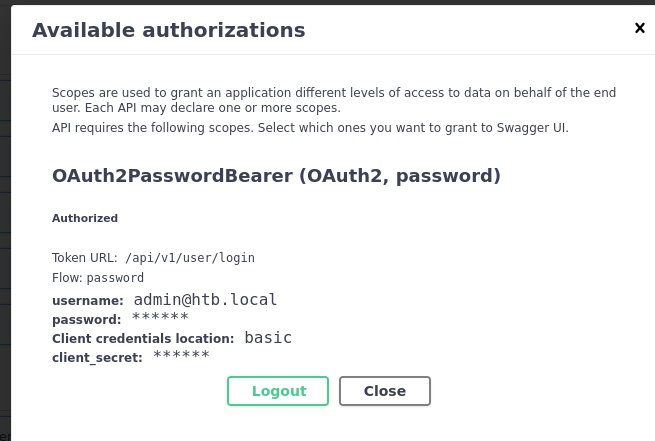 Available authorizations
Scopes are used to grant an application different levels of access to data on behalf of the end
user. Each API may declare one or more scopes.
API requires the following scopes. Select which ones you want to grant to Swagger UI.
OAuth2PasswordBearer (OAuth2, password)
Authorized
Token URL: /api/v1/user/login
Flow: password
username: admin@htb.local
password: ******
Client credentials location: basic
client_secret: ******
Logout Close